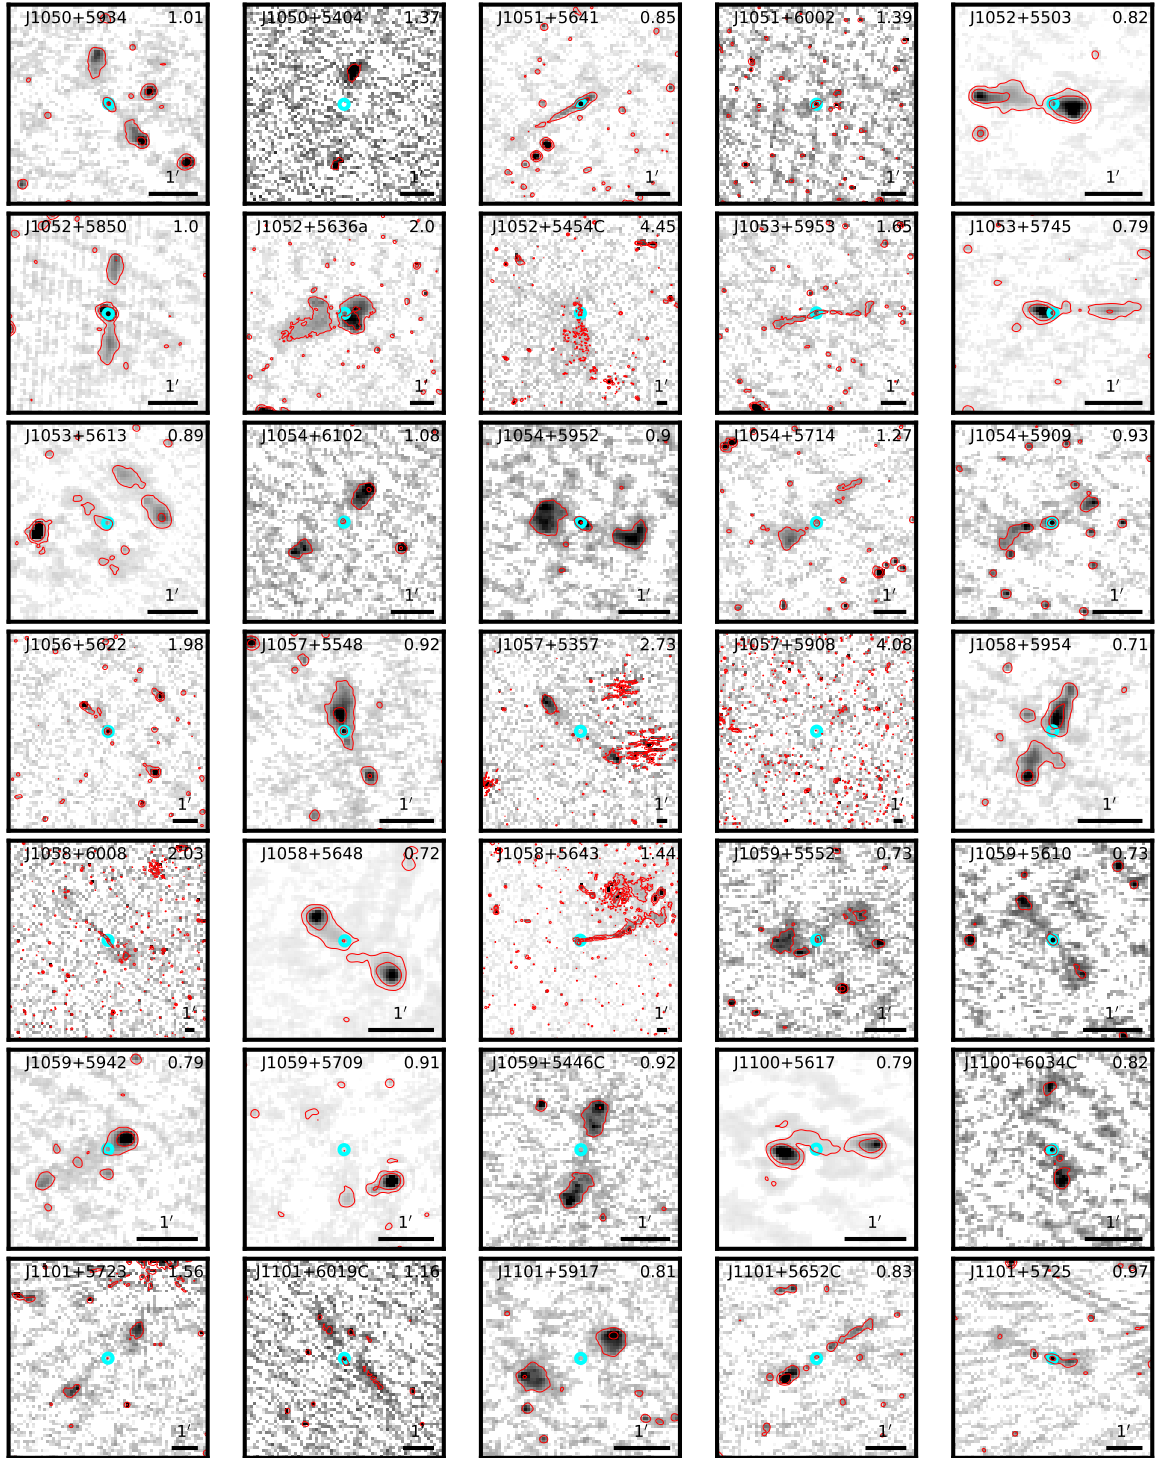 J1050+5934 1.01
1′
J1050+5404 1.37
1′
J1051+5641 0.85
1′
J1051+6002 1.39
1′
J1052+5503 0.82
1′
J1052+5850 1.0
1′
J1052+5636a 2.0
1′
J1052+5454C 4.45
1′
J1053+5953 1.65
1′
J1053+5745 0.79
1′
J1053+5613 0.89
1′
J1054+6102 1.08
1′
J1054+5952 0.9
1′
J1054+5714 1.27
1′
J1054+5909 0.93
1′
J1056+5622 1.98
1′
J1057+5548 0.92
1′
J1057+5357 2.73
1′
J1057+5908 4.08
1′
J1058+5954 0.71
1′
J1058+6008 2.03
1′
J1058+5648 0.72
1′
J1058+5643 1.44
1′
J1059+5552 0.73
1′
J1059+5610 0.73
1′
J1059+5942 0.79
1′
J1059+5709 0.91
1′
J1059+5446C 0.92
1′
J1100+5617 0.79
1′
J1100+6034C 0.82
1′
J1101+5723 1.56
1′
J1101+6019C 1.16
1′
J1101+5917 0.81
1′
J1101+5652C 0.83
1′
J1101+5725 0.97
1′